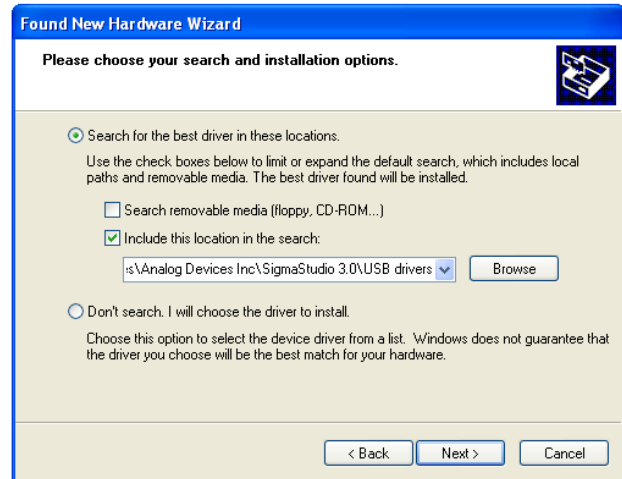 Found New Hardware Wizard
Please choose your search and installation options.
Search for the best driver in these locations.
Use the check boxes below to limit or expand the default search, which includes local
paths and removable media. The best driver found will be installed.
Search removable media (floppy, CD-ROM...)
Include this location in the search:
s\Analog Devices Inc\SigmaStudio 3.0\USB drivers
Browse
Don't search. I will choose the driver to install.
Choose this option to select the device driver from a list. Windows does not guarantee that
the driver you choose will be the best match for your hardware.
< Back
Next >
Cancel